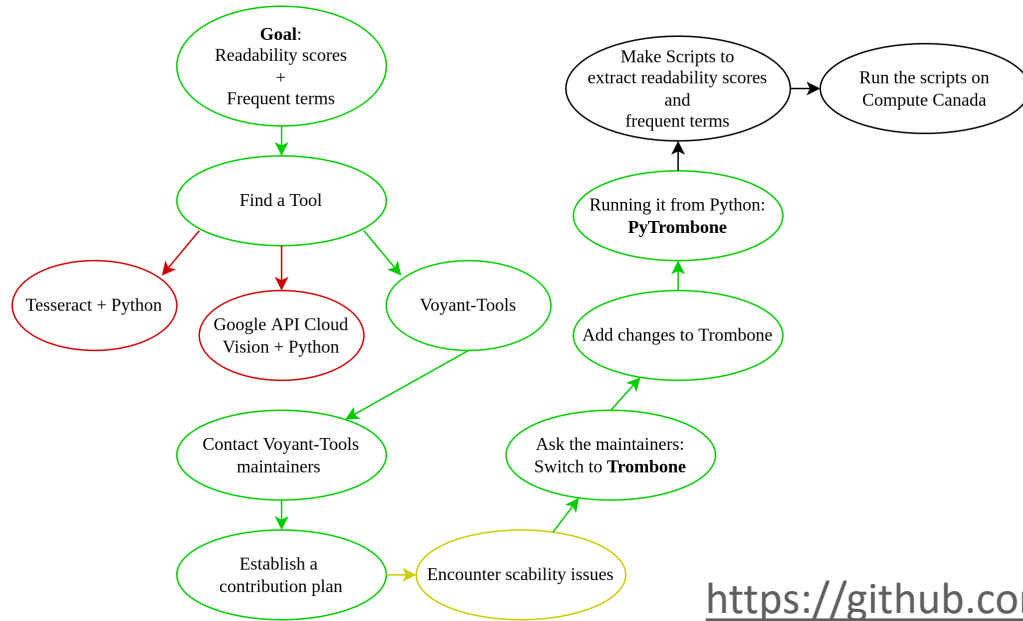 Goal:
Readability scores
+
Frequent terms
Find a Tool
Tesseract + Python
Google API Cloud
Vision + Python
Voyant-Tools
Contact Voyant-Tools
maintainers
Establish a
contribution plan
Encounter scability issues
Ask the maintainers:
Switch to Trombone
Add changes to Trombone
Running it from Python:
PyTrombone
Make Scripts to
extract readability scores
and
frequent terms
Run the scripts on
Compute Canada
https://github.co